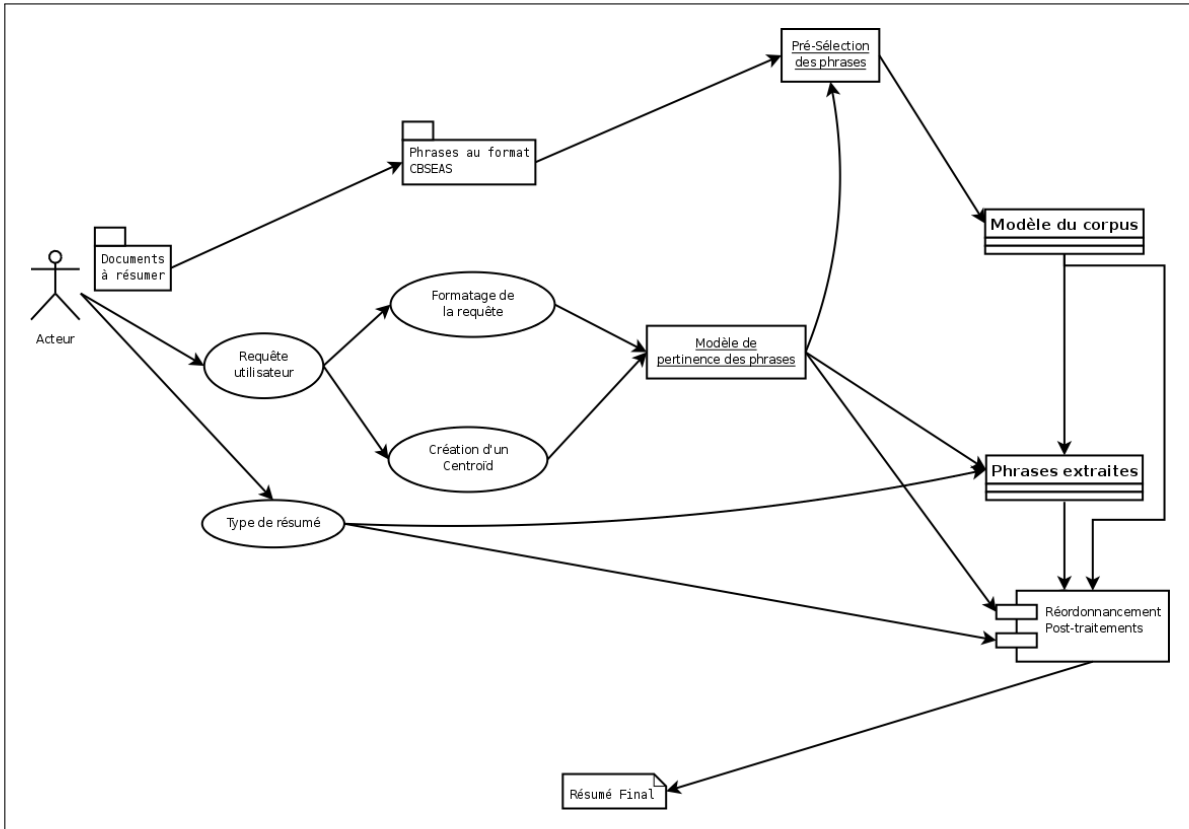 Pré-Sélection
des phrases
Phrases au format
CBSEAS
Modèle du corpus
Documents
à résumer
Acteur
Formatage de
la requête
Requête
utilisateur
Modèle de
pertinence des phrases
Création d'un
Centroïd
Phrases extraites
Type de résumé
Réordonnancement
Post-traitements
Résumé Final